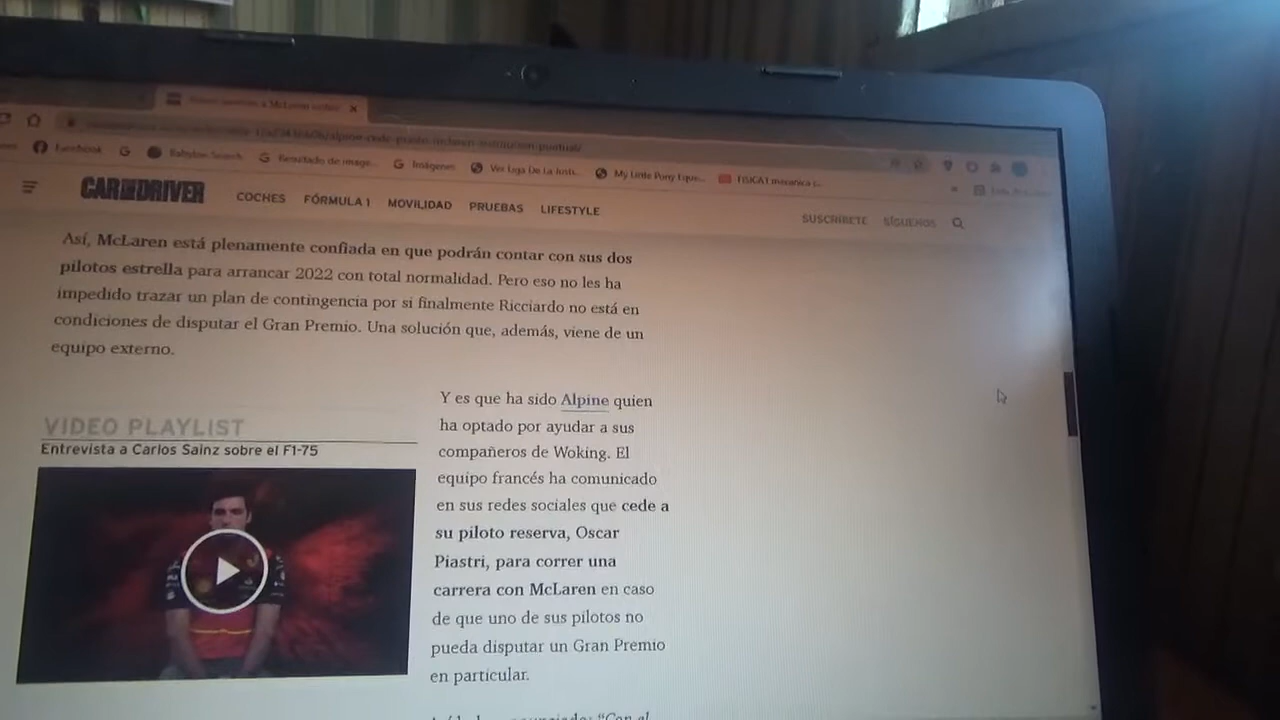 Facebook
Babylon Search
Resultado de image...
Imágenes
Ver Liga De La Justi...
My Little Pony Eque...
FISICA I mecanica
CAR AND DRIVER
COCHES
FÓRMULA 1
MOVILIDAD
PRUEBAS
LIFESTYLE
SUSCRÍBETE
SÍGUENOS
Así, McLaren está plenamente confiada en que podrán contar con sus dos
pilotos estrella para arrancar 2022 con total normalidad. Pero eso no les ha
impedido trazar un plan de contingencia por si finalmente Ricciardo no está en
condiciones de disputar el Gran Premio. Una solución que, además, viene de un
equipo externo.
VIDEO PLAYLIST
Entrevista a Carlos Sainz sobre el F1-75
Y es que ha sido Alpine quien
ha optado por ayudar a sus
compañeros de Woking. El
equipo francés ha comunicado
en sus redes sociales que cede a
su piloto reserva, Oscar
Piastri, para correr una
carrera con McLaren en caso
de que uno de sus pilotos no
pueda disputar un Gran Premio
en particular.